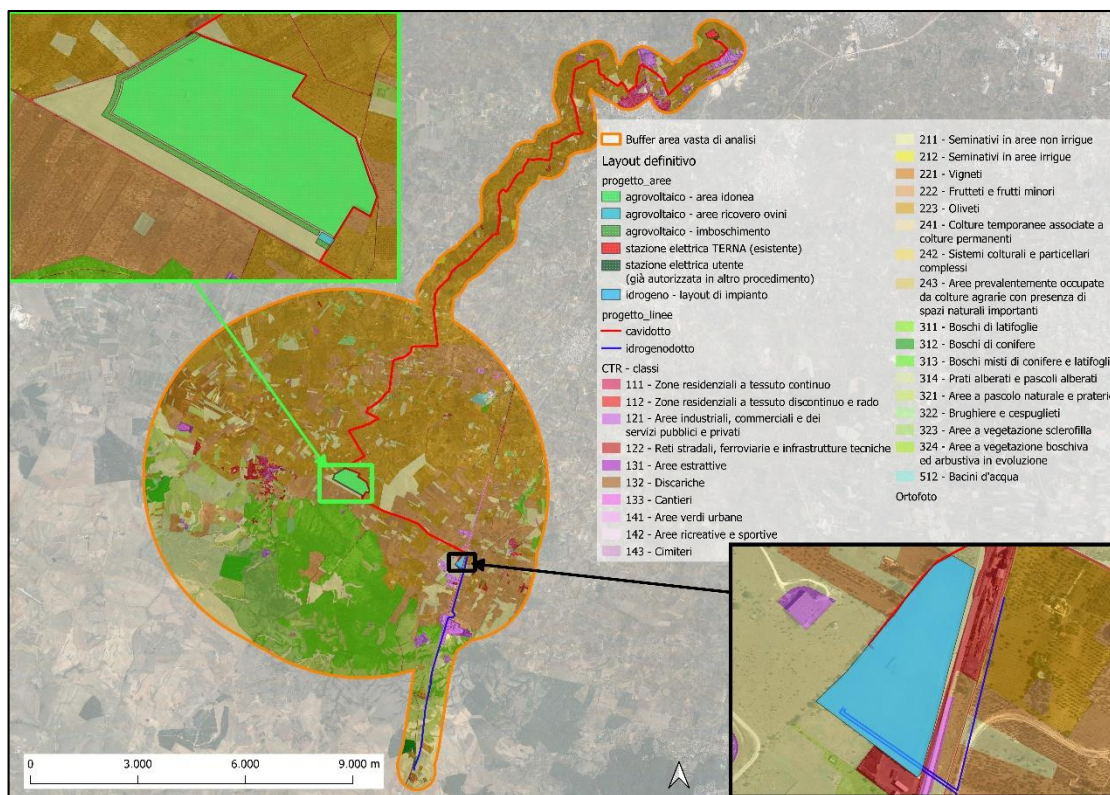 Buffer area vasta di analisi
Layout definitivo
progetto_aree
agrovoltaico - area idonea
agrovoltaico - aree ricovero ovini
agrovoltaico - imboschimento
stazione elettrica TERNA (esistente)
stazione elettrica utente
(già autorizzata in altro procedimento)
idrogeno - layout di impianto
progetto_linee
cavidotto
idrogenodotto
CTR - classi
111 - Zone residenziali a tessuto continuo
112 - Zone residenziali a tessuto discontinuo e rado
121 - Aree industriali, commerciali e dei
servizi pubblici e privati
122 - Reti stradali, ferroviarie e infrastrutture tecniche
131 - Aree estrattive
132 - Discariche
133 - Cantieri
141 - Aree verdi urbane
142 - Aree ricreative e sportive
143 - Cimiteri
211 - Seminativi in aree non irrigue
212 - Seminativi in aree irrigue
221 - Vigneti
222 - Frutteti e frutti minori
223 - Oliveti
241 - Colture temporanee associate a
colture permanenti
242 - Sistemi colturali e particellari
complessi
243 - Aree prevalentemente occupate
da colture agrarie con presenza di
spazi naturali importanti
311 - Boschi di latifoglie
312 - Boschi di conifere
313 - Boschi misti di conifere e latifogli
314 - Prati alberati e pascoli alberati
321 - Aree a pascolo naturale e praterie
322 - Brughiere e cespuglieti
323 - Aree a vegetazione sclerofilla
324 - Aree a vegetazione boschiva
ed arbustiva in evoluzione
512 - Bacini d'acqua
Ortofoto
0 3.000 6.000 9.000 m